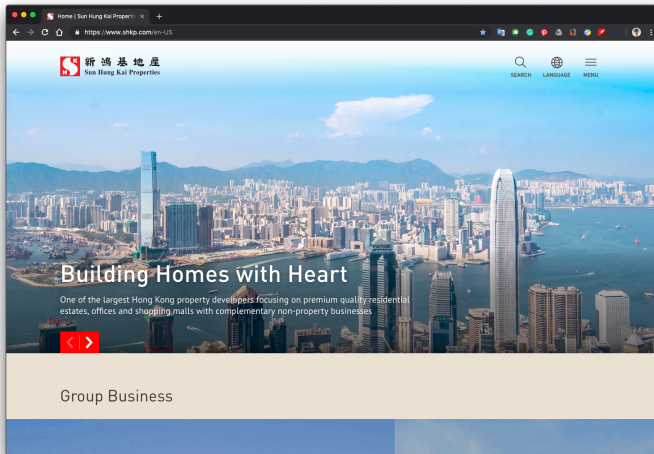 Home | Sun Hung Kai Properti
https://www.shkp.com/en-US
新鴻基地產
Sun Hung Kai Properties
SEARCH
LANGUAGE
MENU
Building Homes with Heart
One of the largest Hong Kong property developers focusing on premium quality residential
estates, offices and shopping malls with complementary non-property businesses
Group Business